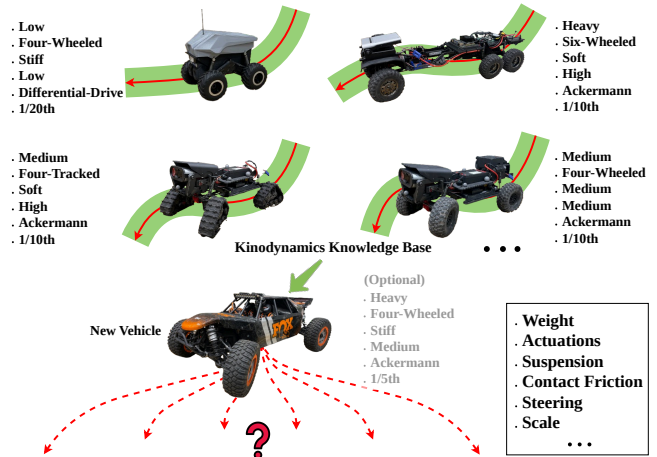 . Low
. Four-Wheeled
. Stiff
. Low
. Differential-Drive
. 1/20th
. Heavy
. Six-Wheeled
. Soft
. High
. Ackermann
. 1/10th
. Medium
. Four-Tracked
. Soft
. High
. Ackermann
. 1/10th
. Medium
. Four-Wheeled
. Medium
. Medium
. Ackermann
. 1/10th
Kinodynamics Knowledge Base
• • •
(Optional)
. Heavy
. Four-Wheeled
. Stiff
. Medium
. Ackermann
. 1/5th
New Vehicle
FOX
?
. Weight
. Actuations
. Suspension
. Contact Friction
. Steering
. Scale
• • •